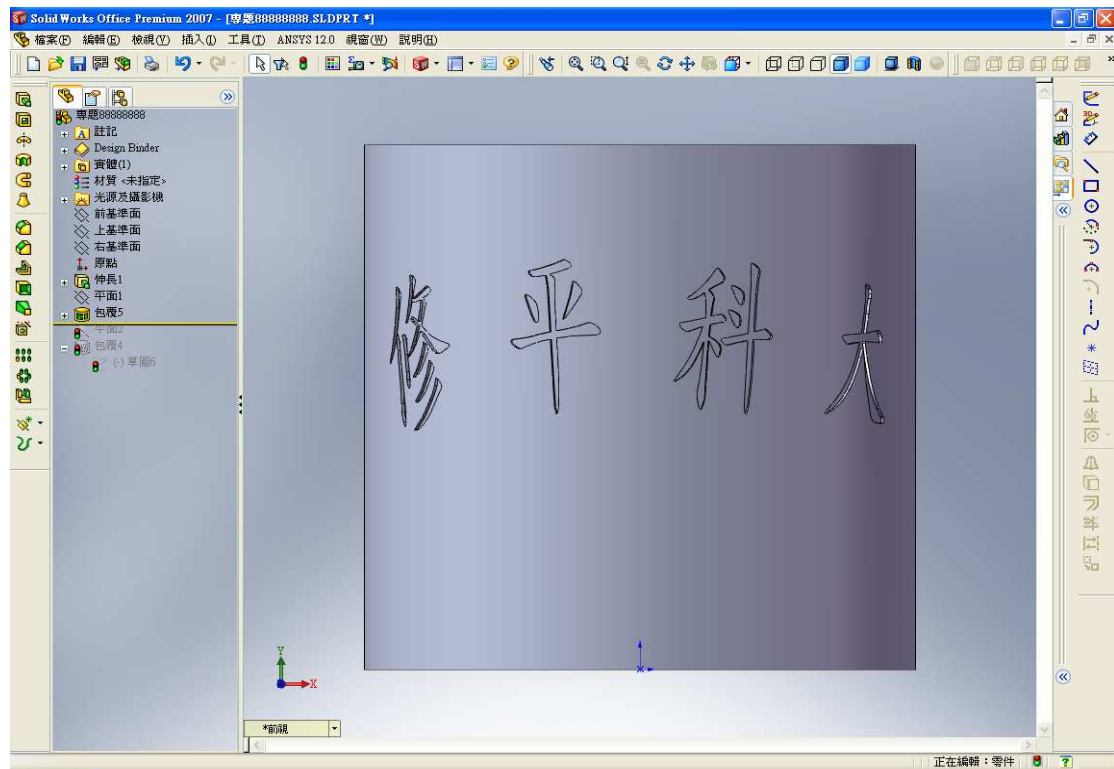 SolidWorks Office Premium 2007 - [專題88888888.SLDPRT *]
檔案(F) 編輯(E) 檢視(V) 插入(I) 工具(T) ANSYS 12.0 視窗(W) 說明(H)
專題88888888
註記
Design Binder
實體(1)
材質 <未指定>
光源及攝影機
前基準面
上基準面
右基準面
原點
伸長1
平面1
包覆5
平面2
包覆4
(-) 草圖6
修平科大
Y
X
*前視
正在編輯：零件